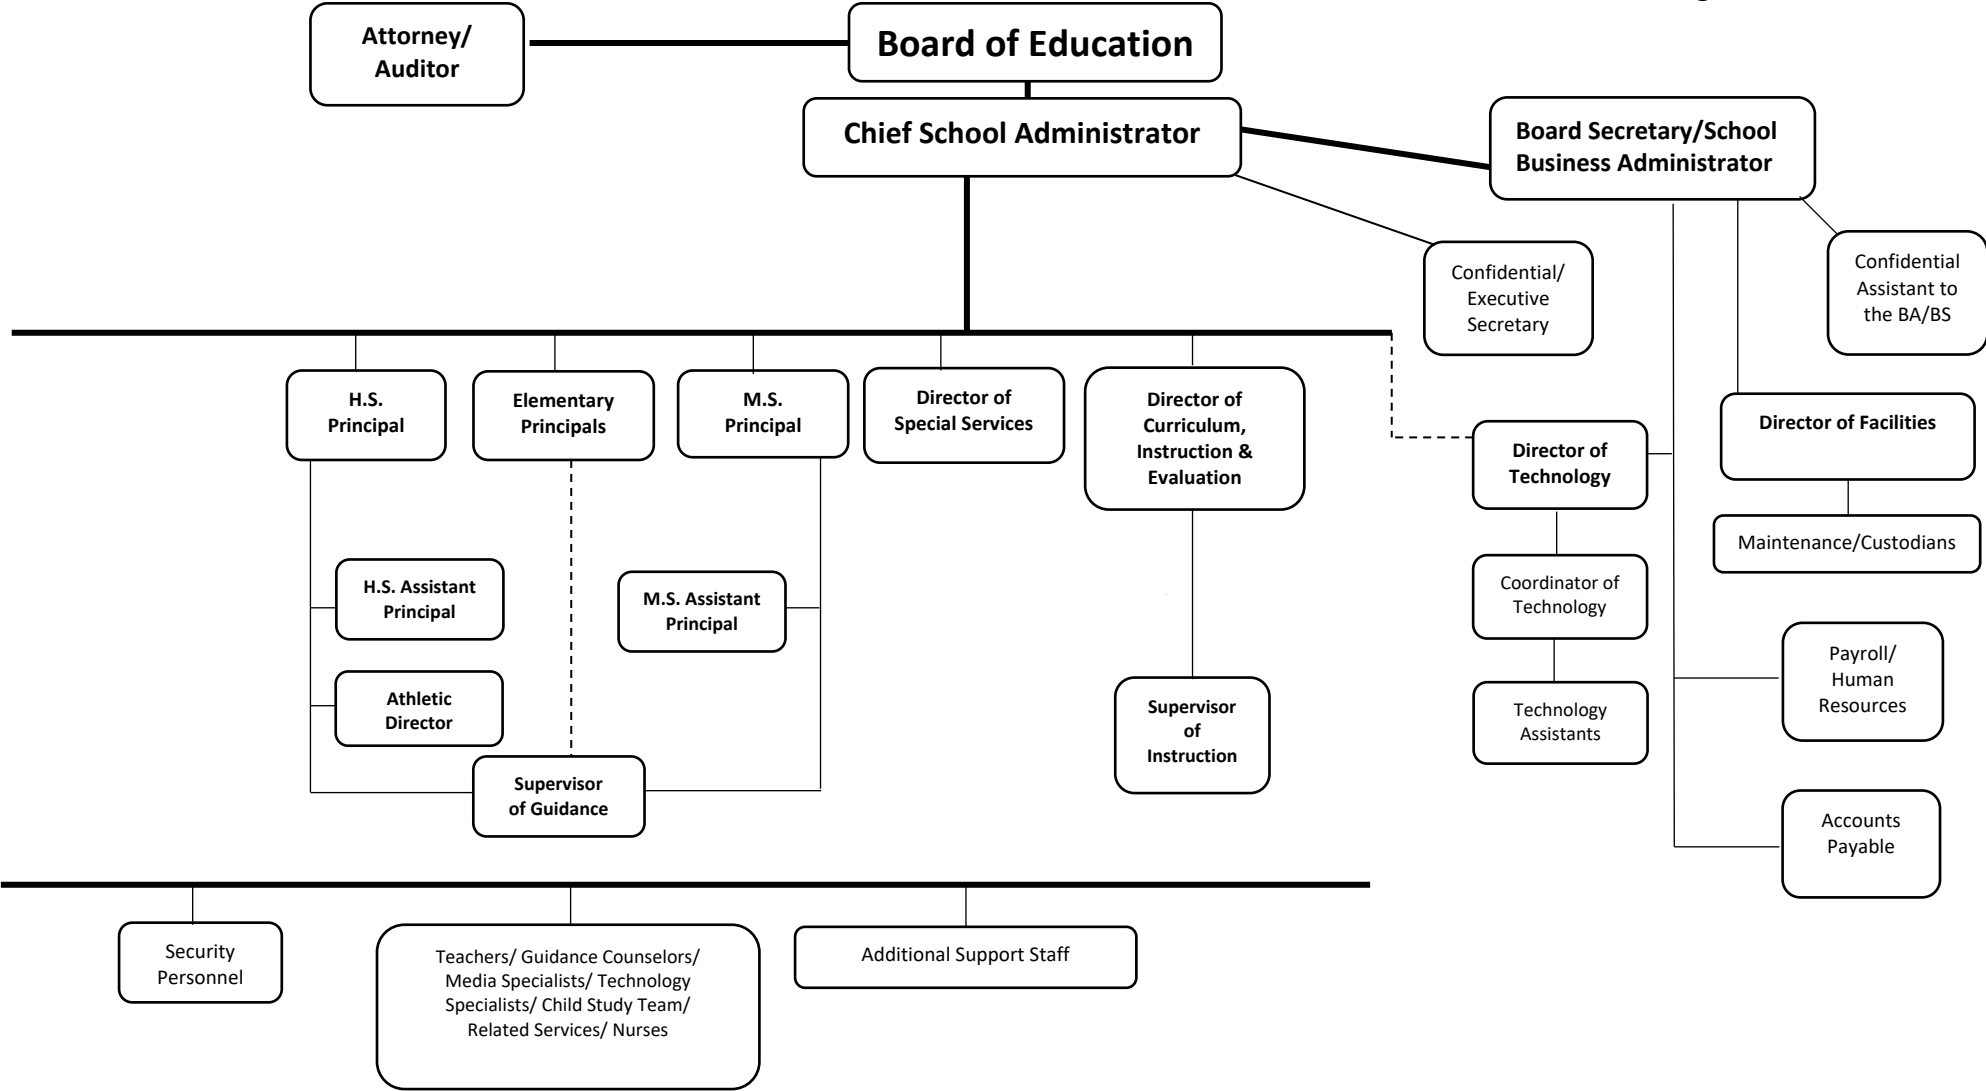 Attorney/
Auditor
Board of Education
Chief School Administrator
Board Secretary/School
Business Administrator
Confidential/
Executive
Secretary
Confidential
Assistant to
the BA/BS
H.S.
Principal
Elementary
Principals
M.S.
Principal
Director of
Special Services
Director of
Curriculum,
Instruction &
Evaluation
Director of
Technology
Director of Facilities
Maintenance/Custodians
H.S. Assistant
Principal
M.S. Assistant
Principal
Coordinator of
Technology
Payroll/
Human
Resources
Athletic
Director
Supervisor
of
Instruction
Technology
Assistants
Supervisor
of Guidance
Accounts
Payable
Security
Personnel
Teachers/ Guidance Counselors/
Media Specialists/ Technology
Specialists/ Child Study Team/
Related Services/ Nurses
Additional Support Staff